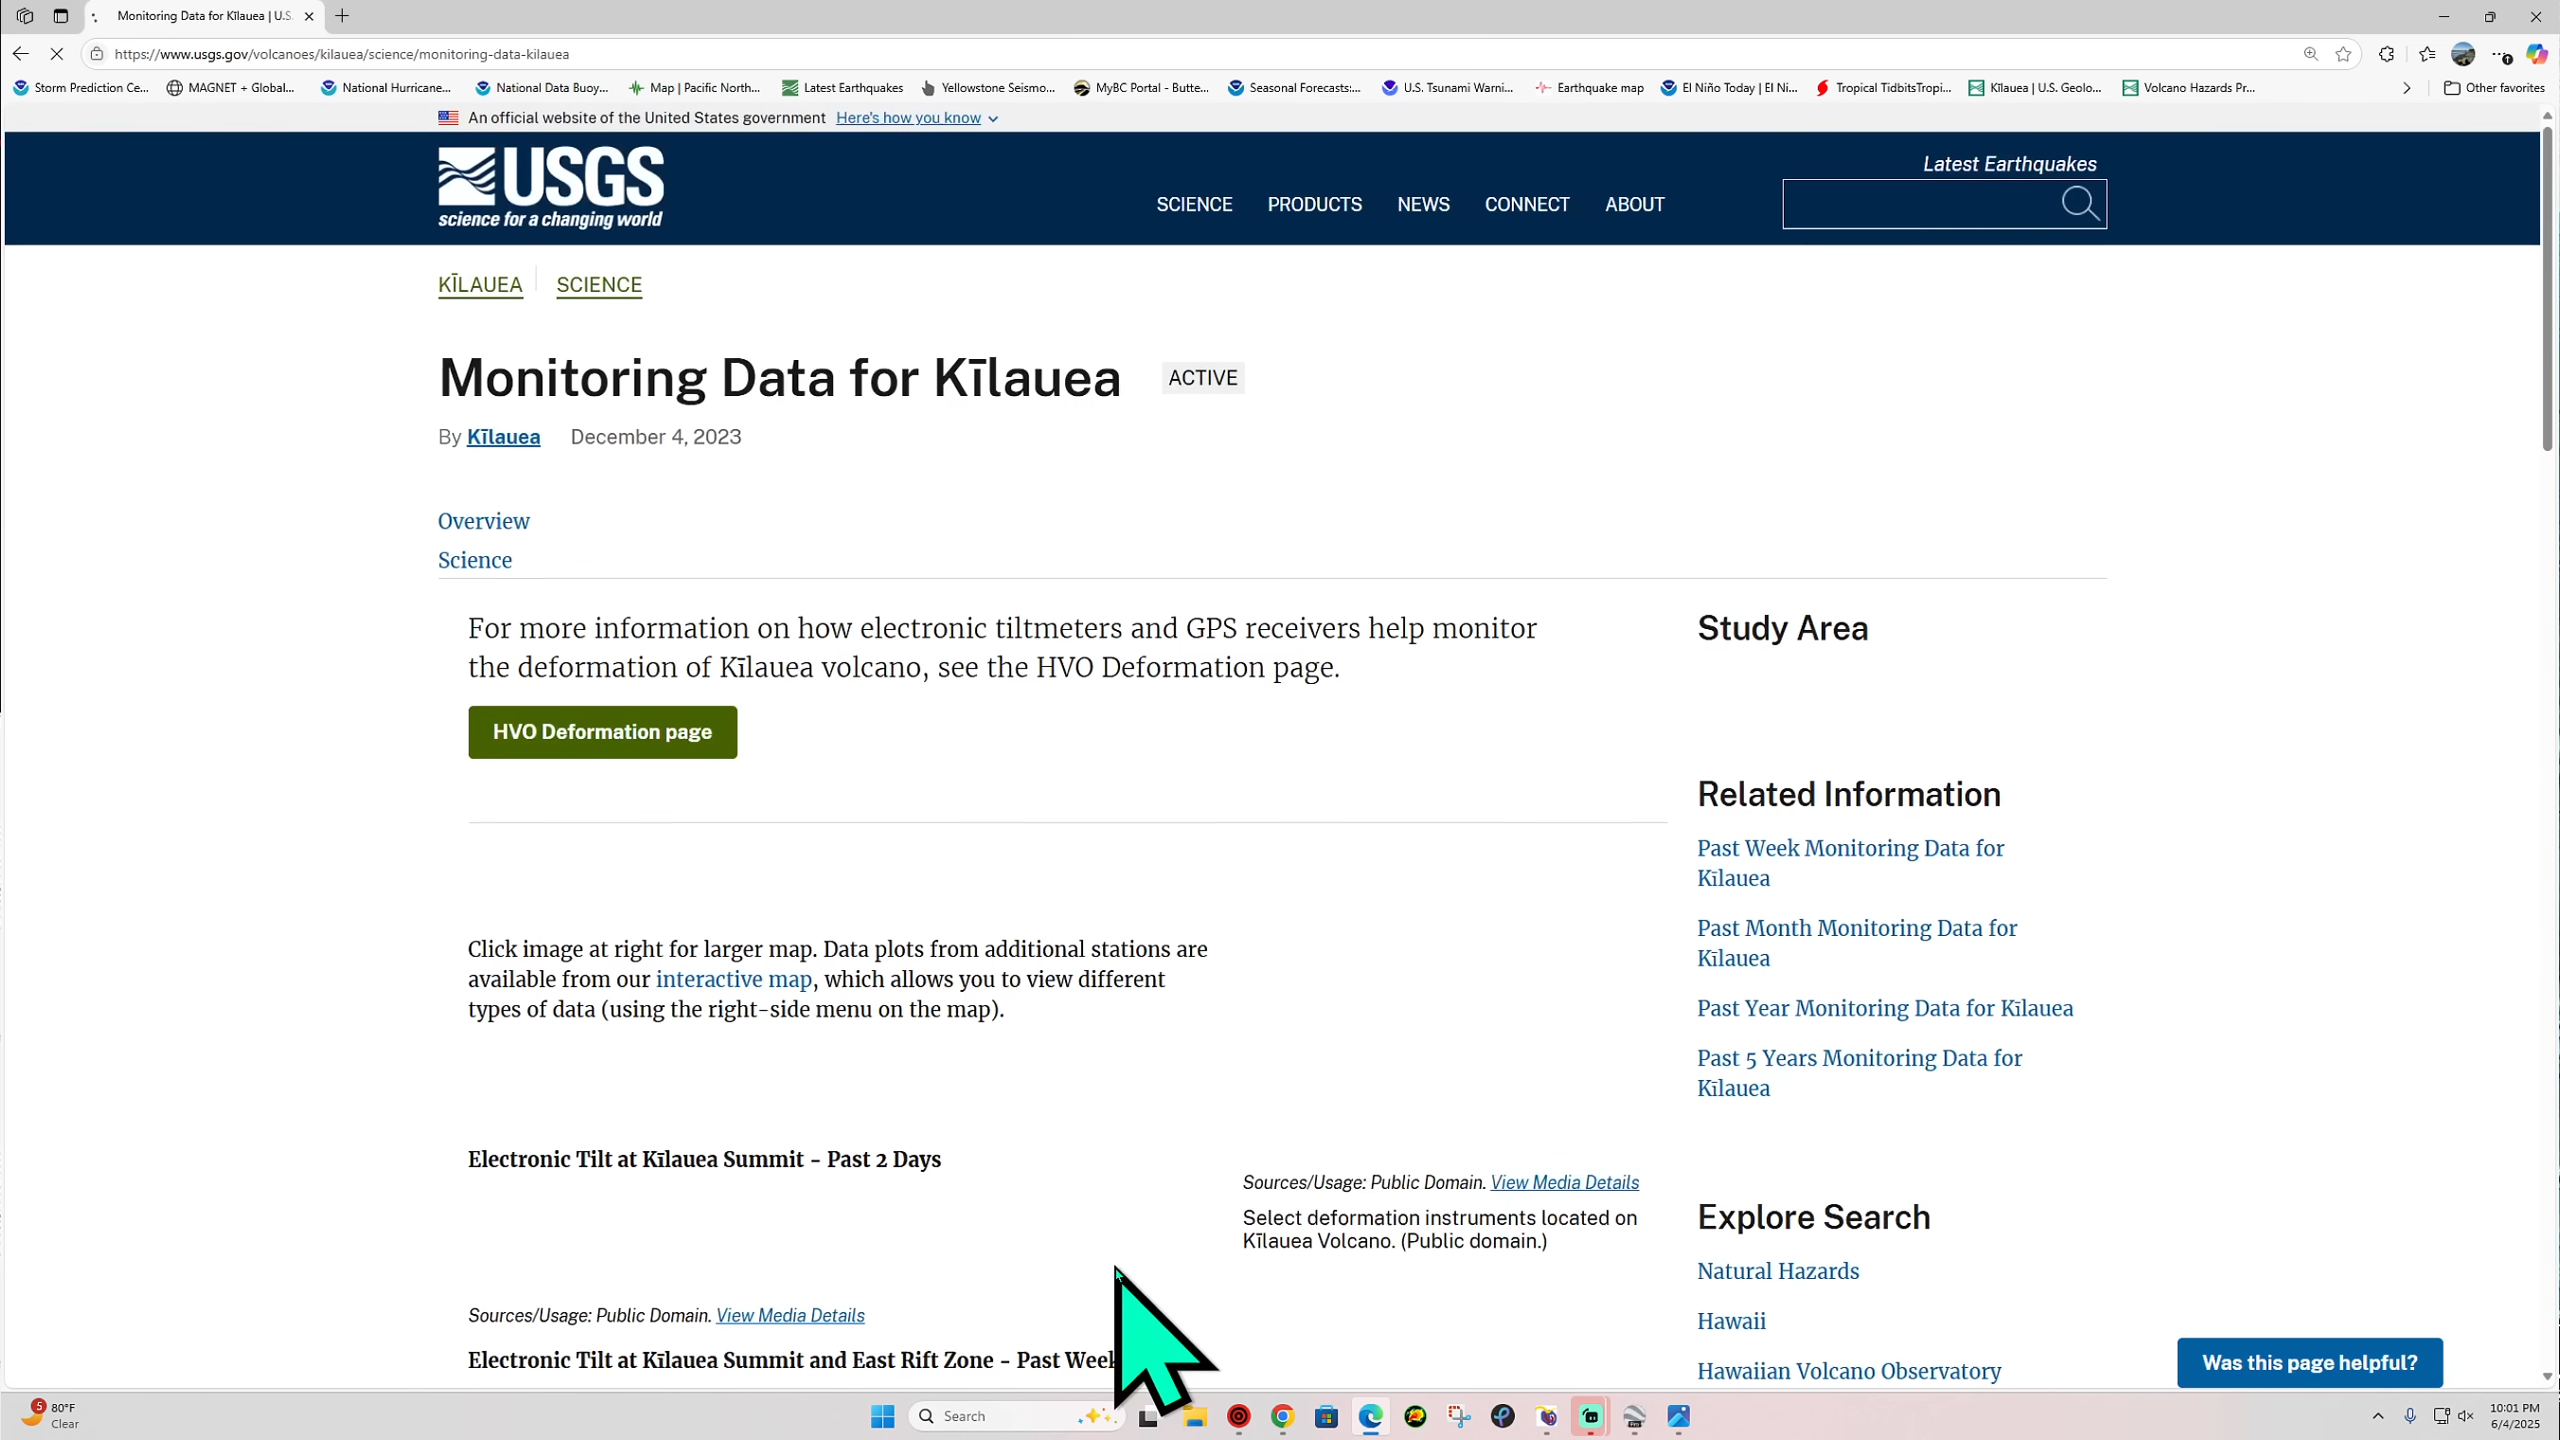 Monitoring Data for Kīlauea | U.S.
https://www.usgs.gov/volcanoes/kilauea/science/monitoring-data-kilauea
Storm Prediction Ce...
MAGNET + Global...
National Hurricane...
National Data Buoy...
Map | Pacific North...
Latest Earthquakes
Yellowstone Seismo...
MyBC Portal - Butte...
Seasonal Forecasts:...
U.S. Tsunami Warni...
Earthquake map
El Niño Today | El Ni...
Tropical TidbitsTropi...
Kīlauea | U.S. Geolo...
Volcano Hazards Pr...
Other favorites
An official website of the United States government Here's how you know
USGS
science for a changing world
SCIENCE PRODUCTS NEWS CONNECT ABOUT
Latest Earthquakes
KĪLAUEA SCIENCE
Monitoring Data for Kīlauea ACTIVE
By Kīlauea December 4, 2023
Overview
Science
For more information on how electronic tiltmeters and GPS receivers help monitor
the deformation of Kīlauea volcano, see the HVO Deformation page.
HVO Deformation page
Click image at right for larger map. Data plots from additional stations are
available from our interactive map, which allows you to view different
types of data (using the right-side menu on the map).
Electronic Tilt at Kīlauea Summit - Past 2 Days
Sources/Usage: Public Domain. View Media Details
Electronic Tilt at Kīlauea Summit and East Rift Zone - Past Week
Sources/Usage: Public Domain. View Media Details
Select deformation instruments located on
Kīlauea Volcano. (Public domain.)
Study Area
Related Information
Past Week Monitoring Data for
Kīlauea
Past Month Monitoring Data for
Kīlauea
Past Year Monitoring Data for Kīlauea
Past 5 Years Monitoring Data for
Kīlauea
Explore Search
Natural Hazards
Hawaii
Hawaiian Volcano Observatory
Was this page helpful?
5
80°F
Clear
Search
10:01 PM
6/4/2025